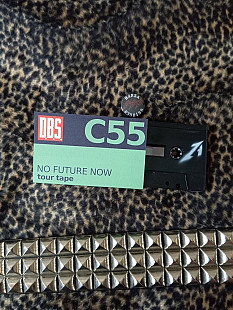 DBS
C55
NO FUTURE NOW
tour tape